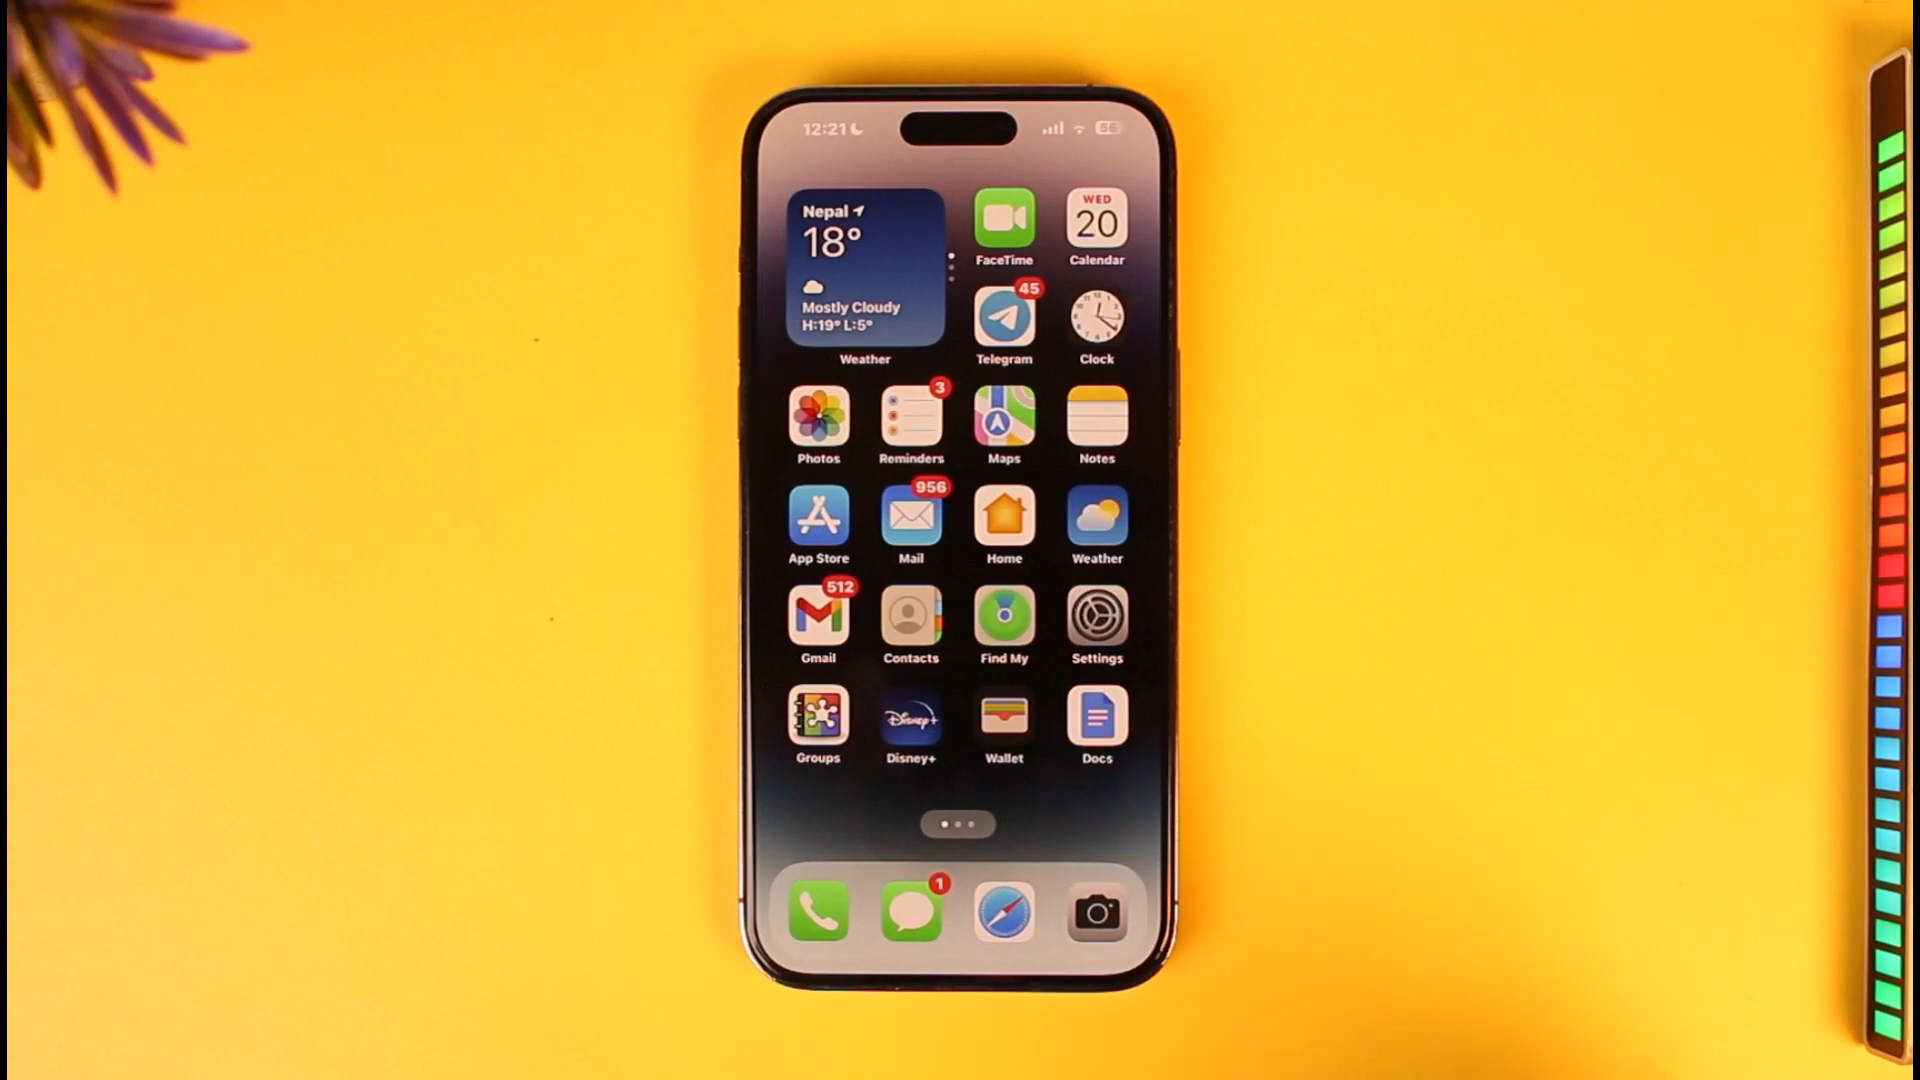 12:21
Nepal
18°
Mostly Cloudy
H:19° L:5°
Weather
FaceTime
WED
20
Calendar
45
Telegram
Clock
Photos
3
Reminders
Maps
Notes
App Store
956
Mail
Home
Weather
512
Gmail
Contacts
Find My
Settings
Groups
Disney+
Disney+
Wallet
Docs
1